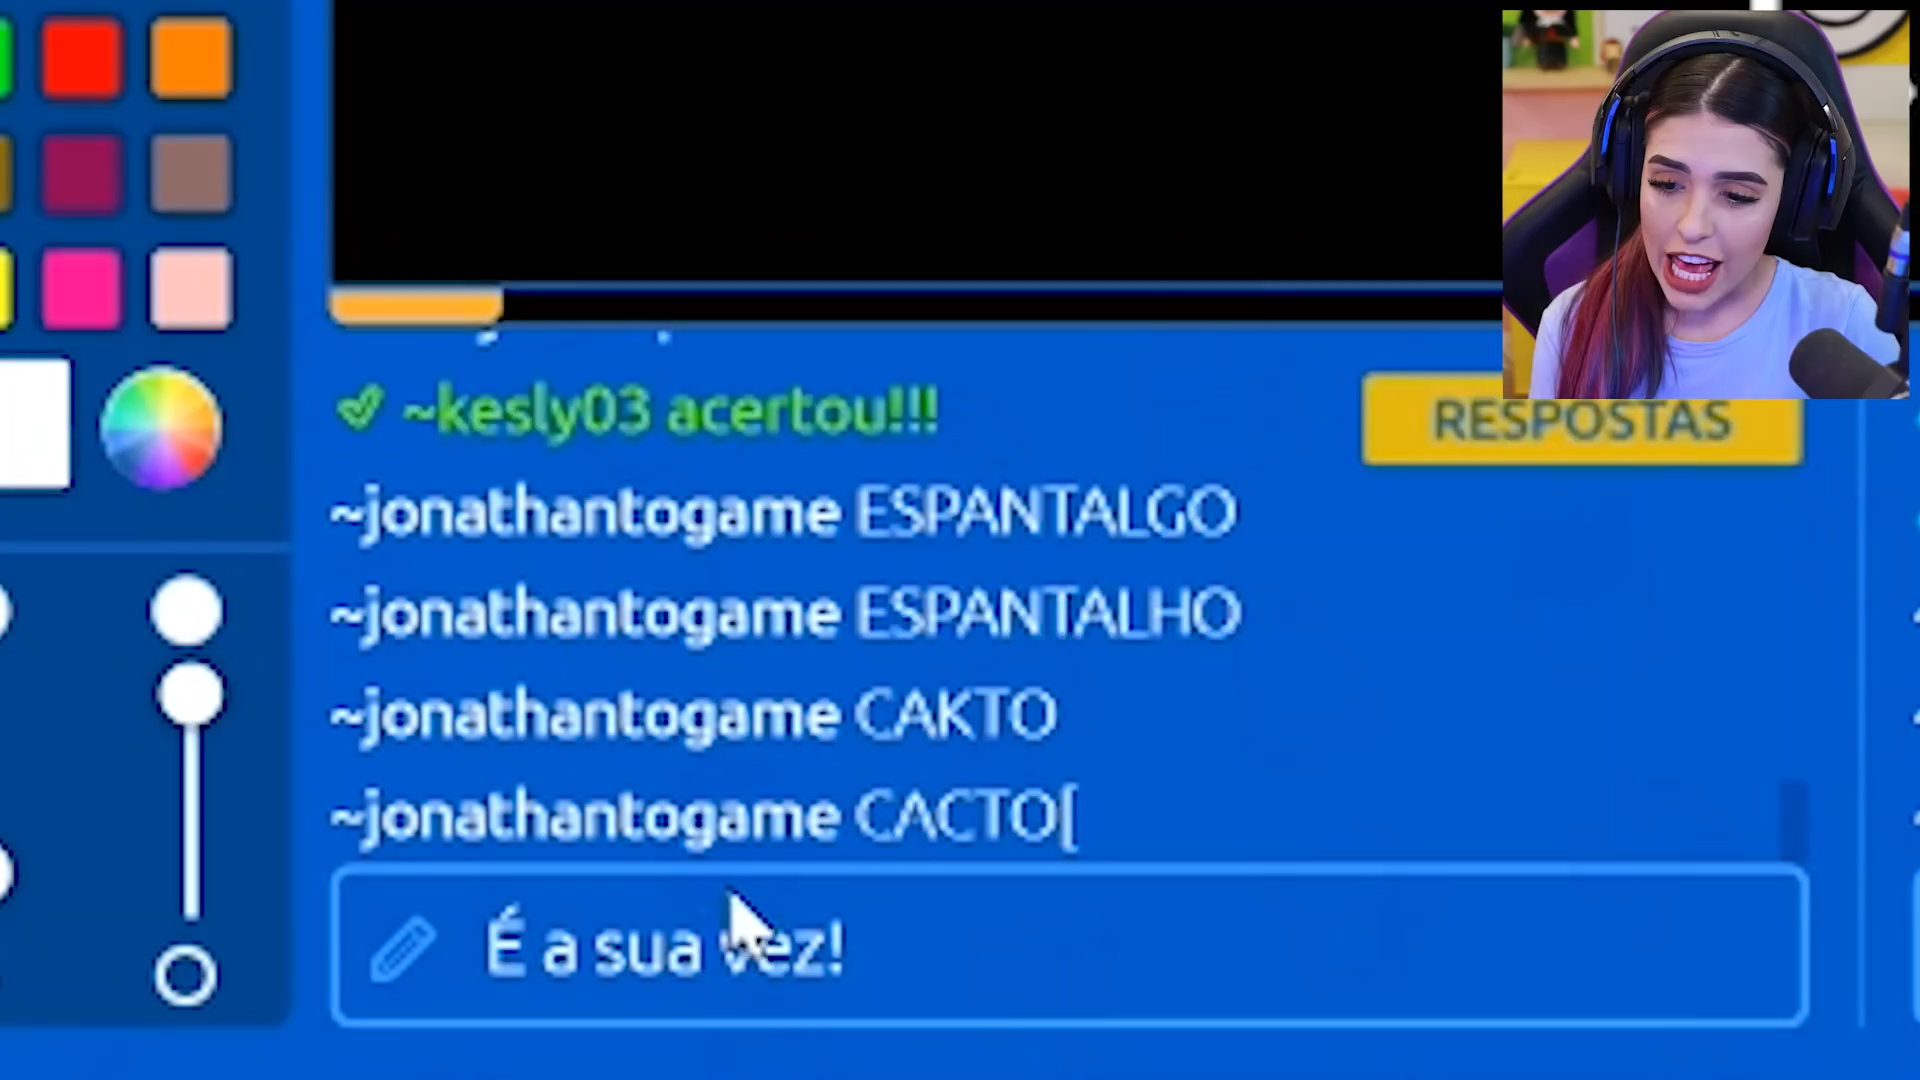 ~kesly03 acertou!!!
RESPOSTAS
~jonathantogame ESPANTALGO
~jonathantogame ESPANTALHO
~jonathantogame CAKTO
~jonathantogame CACTO[
É a sua vez!